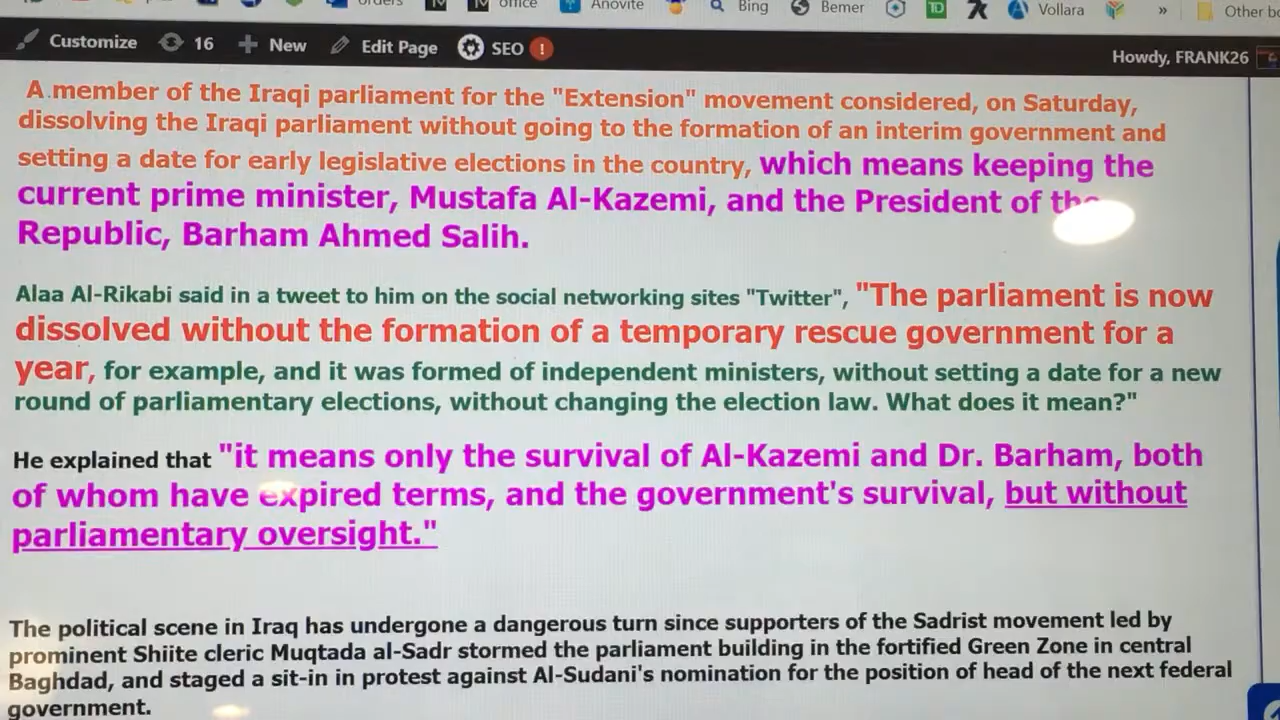 office Anovite Bing Bemer TD Vollara » Other
Customize 16 New Edit Page SEO ! Howdy, FRANK26
A.member of the Iraqi parliament for the "Extension" movement considered, on Saturday,
dissolving the Iraqi parliament without going to the formation of an interim government and
setting a date for early legislative elections in the country, which means keeping the
current prime minister, Mustafa Al-Kazemi, and the President of the
Republic, Barham Ahmed Salih.
Alaa Al-Rikabi said in a tweet to him on the social networking sites "Twitter", "The parliament is now
dissolved without the formation of a temporary rescue government for a
year, for example, and it was formed of independent ministers, without setting a date for a new
round of parliamentary elections, without changing the election law. What does it mean?"
He explained that "it means only the survival of Al-Kazemi and Dr. Barham, both
of whom have expired terms, and the government's survival, but without
parliamentary oversight."
The political scene in Iraq has undergone a dangerous turn since supporters of the Sadrist movement led by
prominent Shiite cleric Muqtada al-Sadr stormed the parliament building in the fortified Green Zone in central
Baghdad, and staged a sit-in in protest against Al-Sudani's nomination for the position of head of the next federal
government.